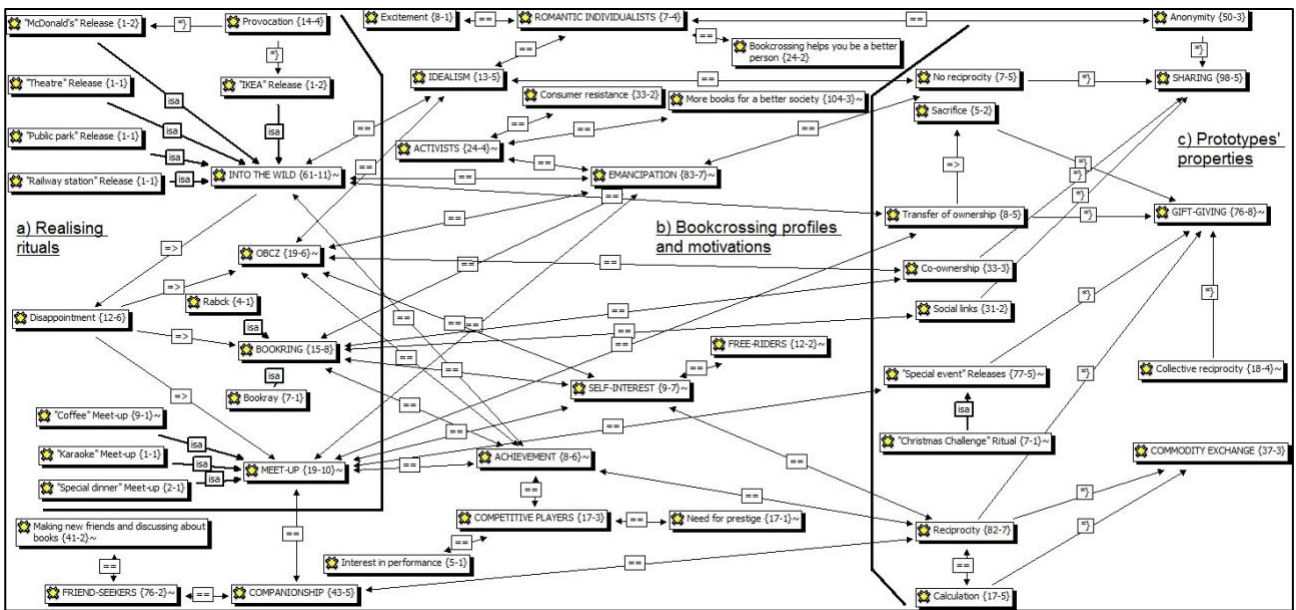 "McDonald's" Release {1-2}
Provocation {14-4}
Excitement {8-1}
==
ROMANTIC INDIVIDUALISTS {7-4}
==
Anonymity {50-3}
*}
==
==
Bookcrossing helps you be a better
person {24-2}
*}
*}
"Theatre" Release {1-1}
"IKEA" Release {1-2}
IDEALISM {13-5}
==
No reciprocity {7-5}
*}
SHARING {98-5}
Consumer resistance {33-2}
More books for a better society {104-3}~
isa
isa
==
==
Sacrifice {5-2}
"Public park" Release {1-1}
==
ACTIVISTS {24-4}~
==
==
c) Prototypes'
properties
isa
==
==
*}
*}
*}
"Railway station" Release {1-1}
isa
INTO THE WILD {61-11}~
==
EMANCIPATION {83-7}~
=>
==
a) Realising
rituals
b) Bookcrossing profiles
and motivations
Transfer of ownership {8-5}
*}
GIFT-GIVING {76-8}~
=>
==
OBCZ {19-6}~
==
==
==
Co-ownership {33-3}
=>
Rabck {4-1}
*}
*}
Disappointment {12-6}
==
==
==
==
Social links {31-2}
isa
=>
BOOKRING {15-8}~
==
==
FREE-RIDERS {12-2}~
isa
==
==
SELF-INTEREST {9-7}~
"Special event" Releases {77-5}~
*}
Collective reciprocity {18-4}~
=>
Bookray {7-1}
==
==
"Coffee" Meet-up {9-1}~
isa
isa
==
"Christmas Challenge" Ritual {7-1}~
"Karaoke" Meet-up {1-1}
isa
MEET-UP {19-10}~
==
ACHIEVEMENT {8-6}~
==
COMMODITY EXCHANGE {37-3}
"Special dinner" Meet-up {2-1}
isa
==
==
*}
Making new friends and discussing about
books {41-2}~
==
COMPETITIVE PLAYERS {17-3}
==
Need for prestige {17-1}~
Reciprocity {82-7}
*}
==
Interest in performance {5-1}
==
==
==
FRIEND-SEEKERS {76-2}~
==
COMPANIONSHIP {43-5}
Calculation {17-5}